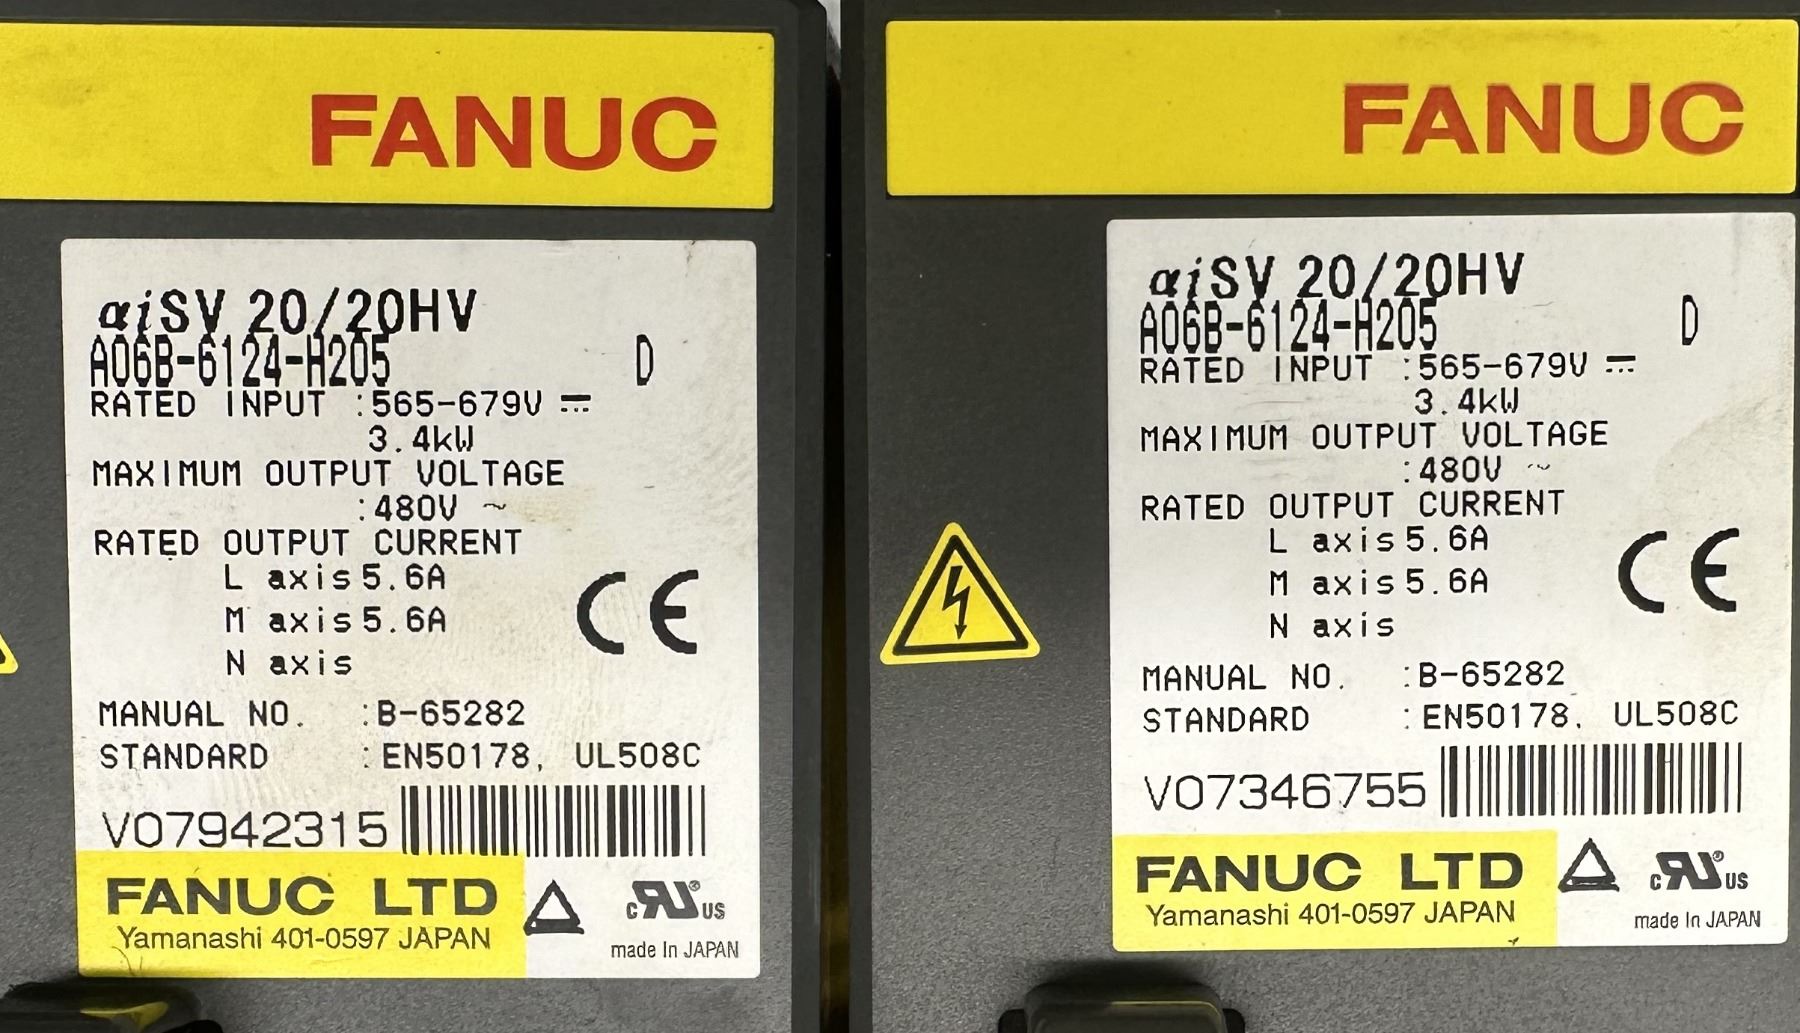 FANUC
αiSV 20/20HV
A06B-6124-H205 D
RATED INPUT :565-679V
3.4kW
MAXIMUM OUTPUT VOLTAGE
:480V ~
RATED OUTPUT CURRENT
L axis 5.6A
M axis 5.6A
N axis
CE
MANUAL NO. :B-65282
STANDARD :EN50178, UL508C
V07942315
FANUC LTD
Yamanashi 401-0597 JAPAN
c RU ® US
made In JAPAN
FANUC
αiSV 20/20HV
A06B-6124-H205 D
RATED INPUT :565-679V
3.4kW
MAXIMUM OUTPUT VOLTAGE
:480V ~
RATED OUTPUT CURRENT
L axis 5.6A
M axis 5.6A
N axis
CE
MANUAL NO. :B-65282
STANDARD :EN50178, UL508C
V07346755
FANUC LTD
Yamanashi 401-0597 JAPAN
c RU ® US
made In JAPAN